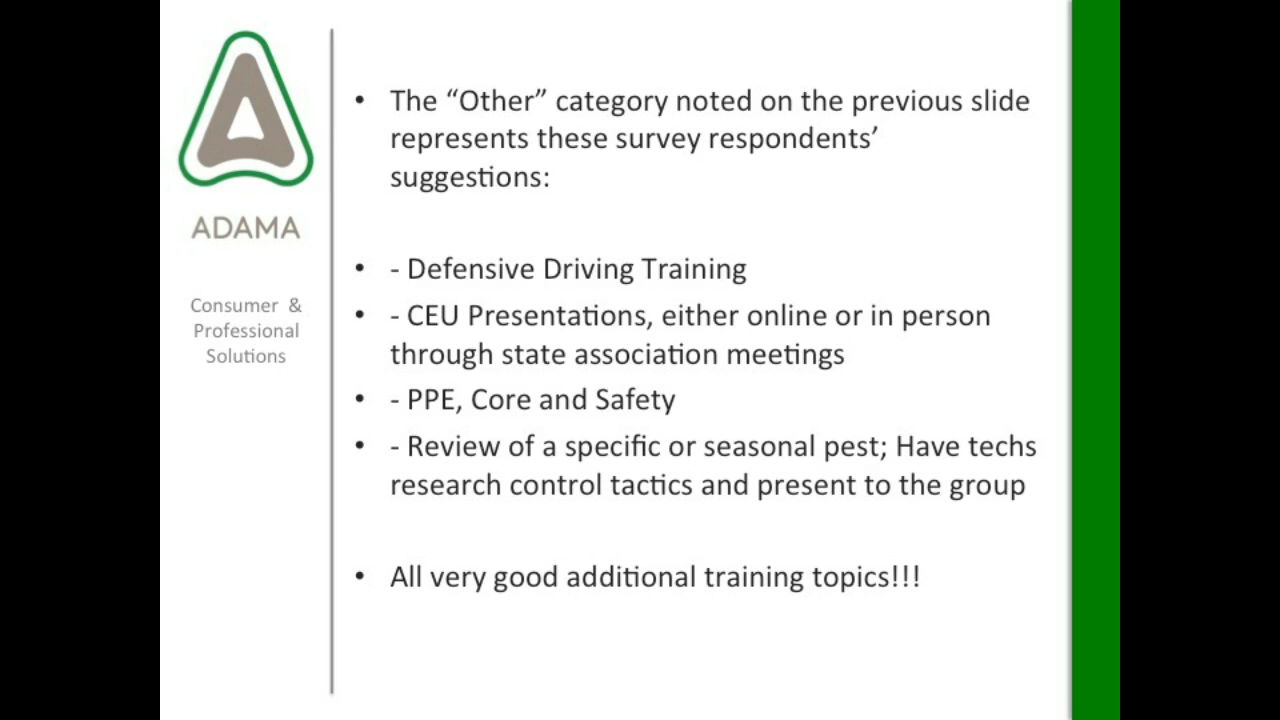 ADAMA
Consumer &
Professional
Solutions
• The “Other” category noted on the previous slide
represents these survey respondents’
suggestions:
• - Defensive Driving Training
• - CEU Presentations, either online or in person
through state association meetings
• - PPE, Core and Safety
• - Review of a specific or seasonal pest; Have techs
research control tactics and present to the group
• All very good additional training topics!!!